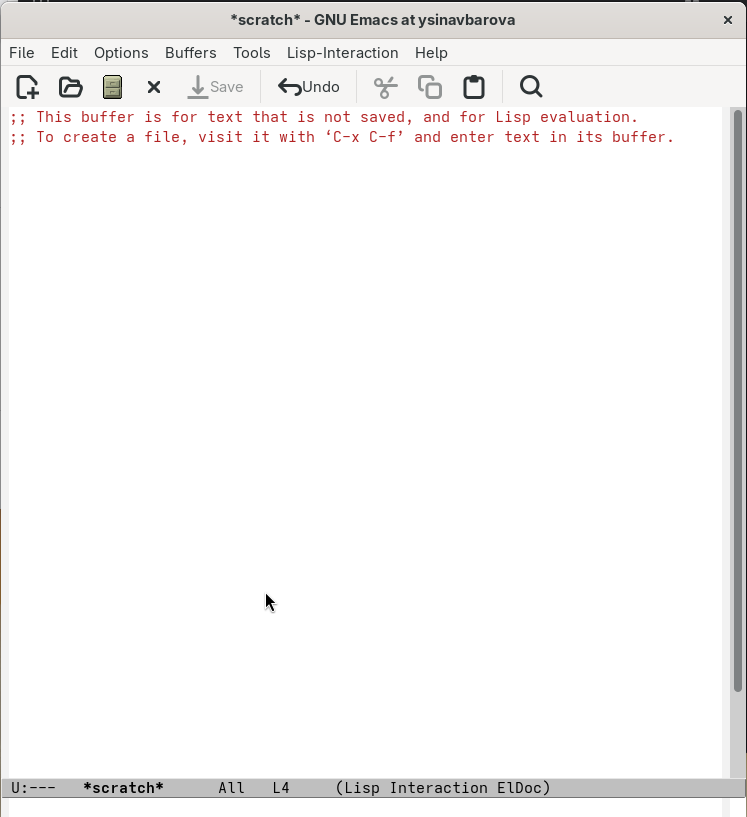 *scratch* - GNU Emacs at ysinavbarova
File Edit Options Buffers Tools Lisp-Interaction Help
Save Undo
;; This buffer is for text that is not saved, and for Lisp evaluation.
;; To create a file, visit it with ‘C-x C-f’ and enter text in its buffer.
U:--- *scratch* All L4 (Lisp Interaction ElDoc)